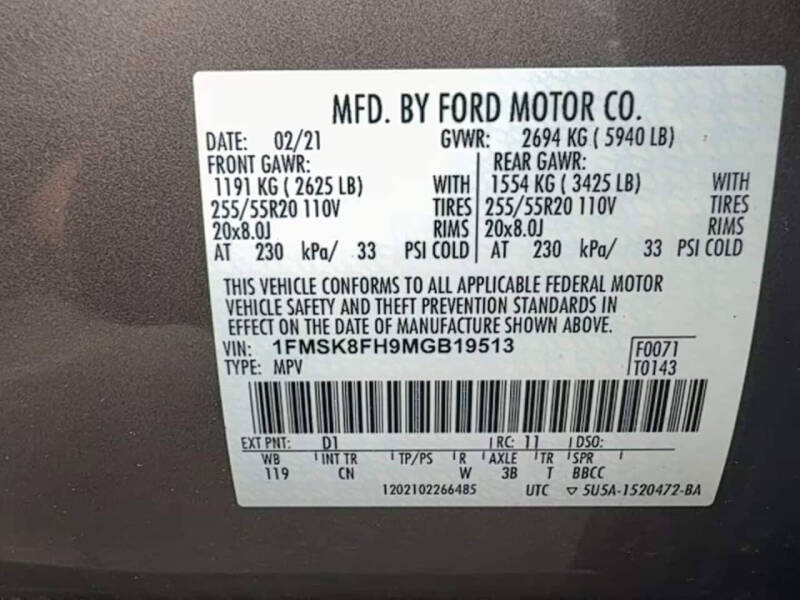 MFD. BY FORD MOTOR CO.
DATE: 02/21 GVWR: 2694 KG ( 5940 LB)
FRONT GAWR: REAR GAWR:
1191 KG ( 2625 LB) WITH 1554 KG ( 3425 LB) WITH
255/55R20 110V TIRES 255/55R20 110V TIRES
20x8.0J RIMS 20x8.0J RIMS
AT 230 kPa/ 33 PSI COLD AT 230 kPa/ 33 PSI COLD
THIS VEHICLE CONFORMS TO ALL APPLICABLE FEDERAL MOTOR
VEHICLE SAFETY AND THEFT PREVENTION STANDARDS IN
EFFECT ON THE DATE OF MANUFACTURE SHOWN ABOVE.
VIN: 1FMSK8FH9MGB19513 F0071
TYPE: MPV T0143
EXT PNT: D1 RC: 11 DSO:
WB INT TR TP/PS R AXLE TR SPR
119 CN W 3B T BBCC
1202102266485 UTC ▽ 5U5A-1520472-BA